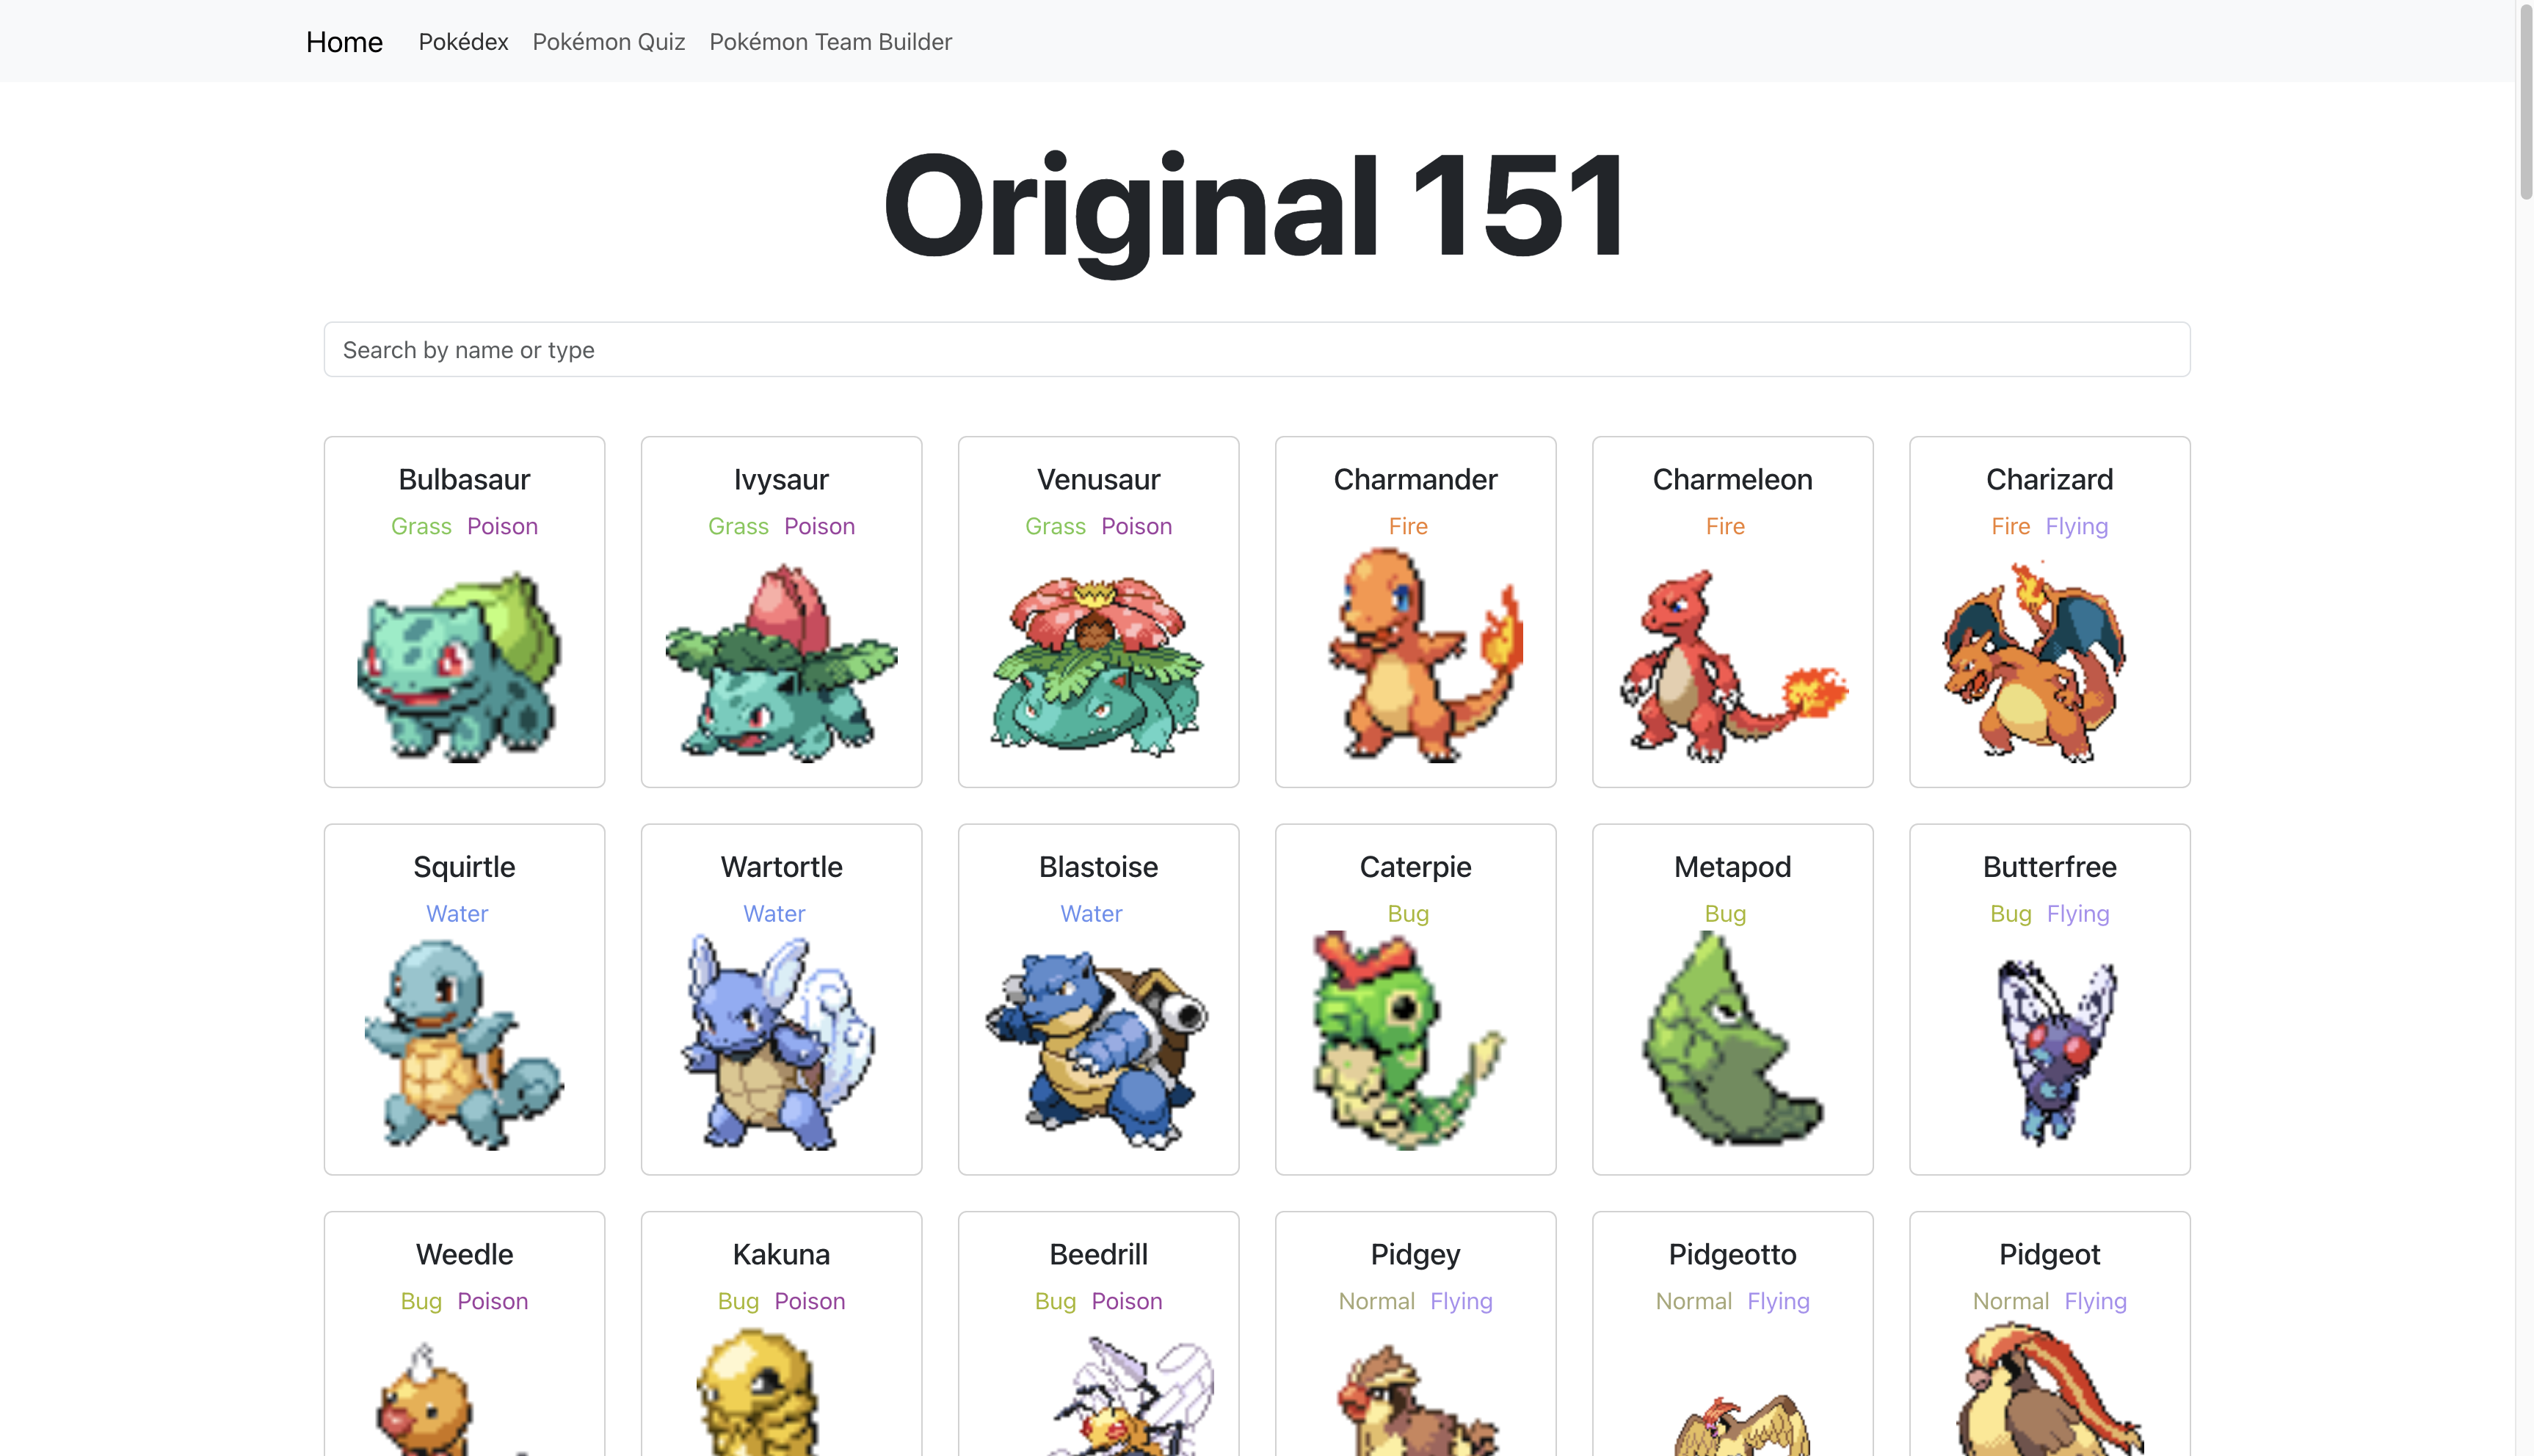 Home Pokédex Pokémon Quiz Pokémon Team Builder
Original 151
Search by name or type
Bulbasaur
Grass Poison
Ivysaur
Grass Poison
Venusaur
Grass Poison
Charmander
Fire
Charmeleon
Fire
Charizard
Fire Flying
Squirtle
Water
Wartortle
Water
Blastoise
Water
Caterpie
Bug
Metapod
Bug
Butterfree
Bug Flying
Weedle
Bug Poison
Kakuna
Bug Poison
Beedrill
Bug Poison
Pidgey
Normal Flying
Pidgeotto
Normal Flying
Pidgeot
Normal Flying